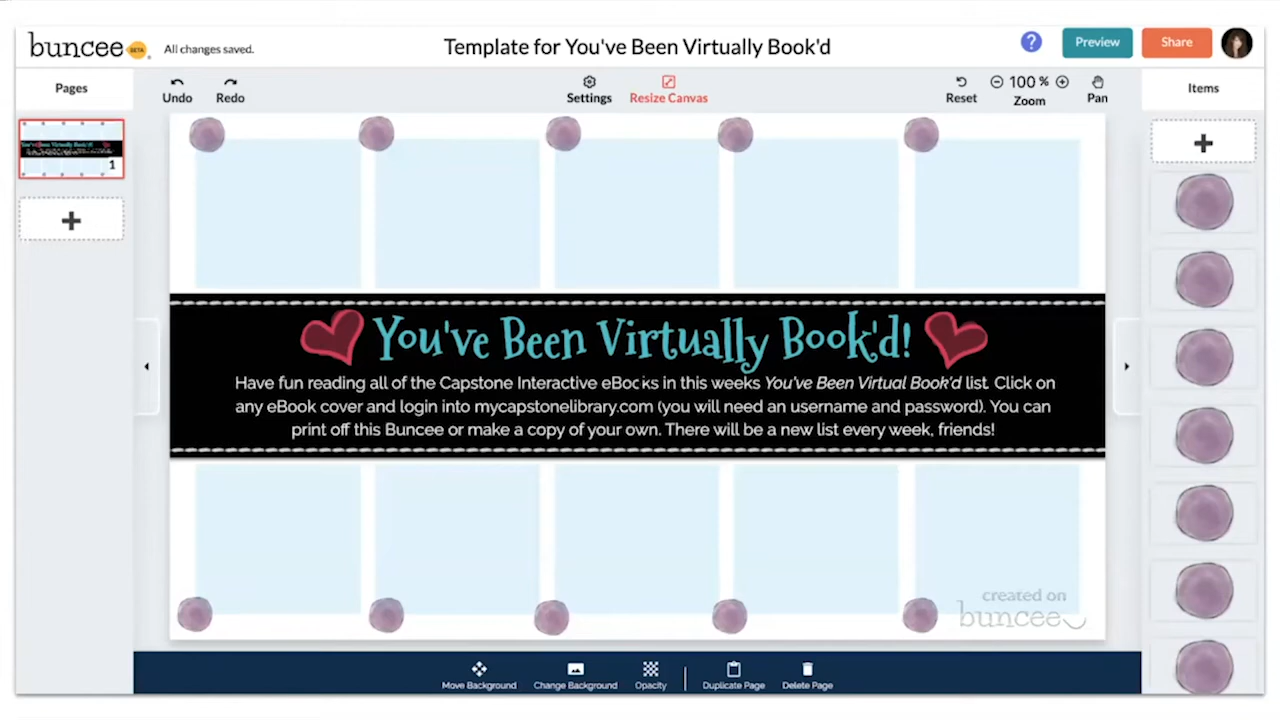 buncee BETA
All changes saved.
Template for You've Been Virtually Book'd
?
Preview
Share
Pages
Undo
Redo
Settings
Resize Canvas
Reset
100 %
Zoom
Pan
Items
1
You've Been Virtually Book'd!
Have fun reading all of the Capstone Interactive eBooks in this weeks You've Been Virtual Book'd list. Click on
any eBook cover and login into mycapstonelibrary.com (you will need an username and password). You can
print off this Buncee or make a copy of your own. There will be a new list every week, friends!
created on
buncee
Move Background
Change Background
Opacity
Duplicate Page
Delete Page